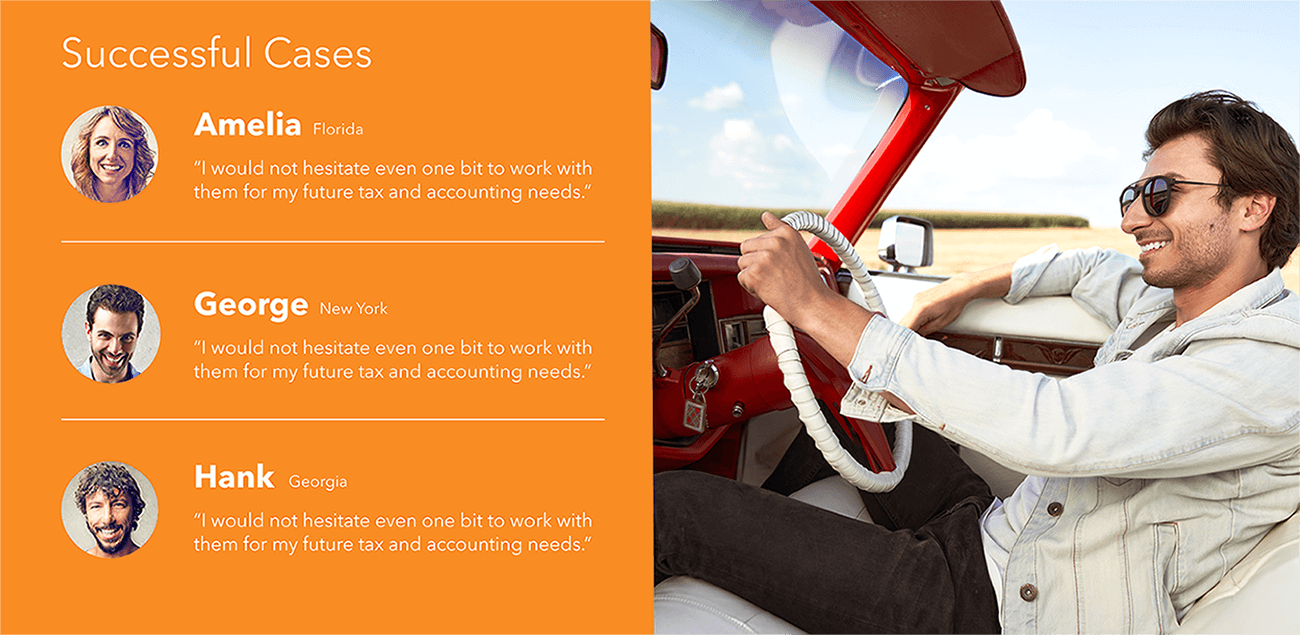 Successful Cases
Amelia Florida
“I would not hesitate even one bit to work with
them for my future tax and accounting needs.”
George New York
“I would not hesitate even one bit to work with
them for my future tax and accounting needs.”
Hank Georgia
“I would not hesitate even one bit to work with
them for my future tax and accounting needs.”